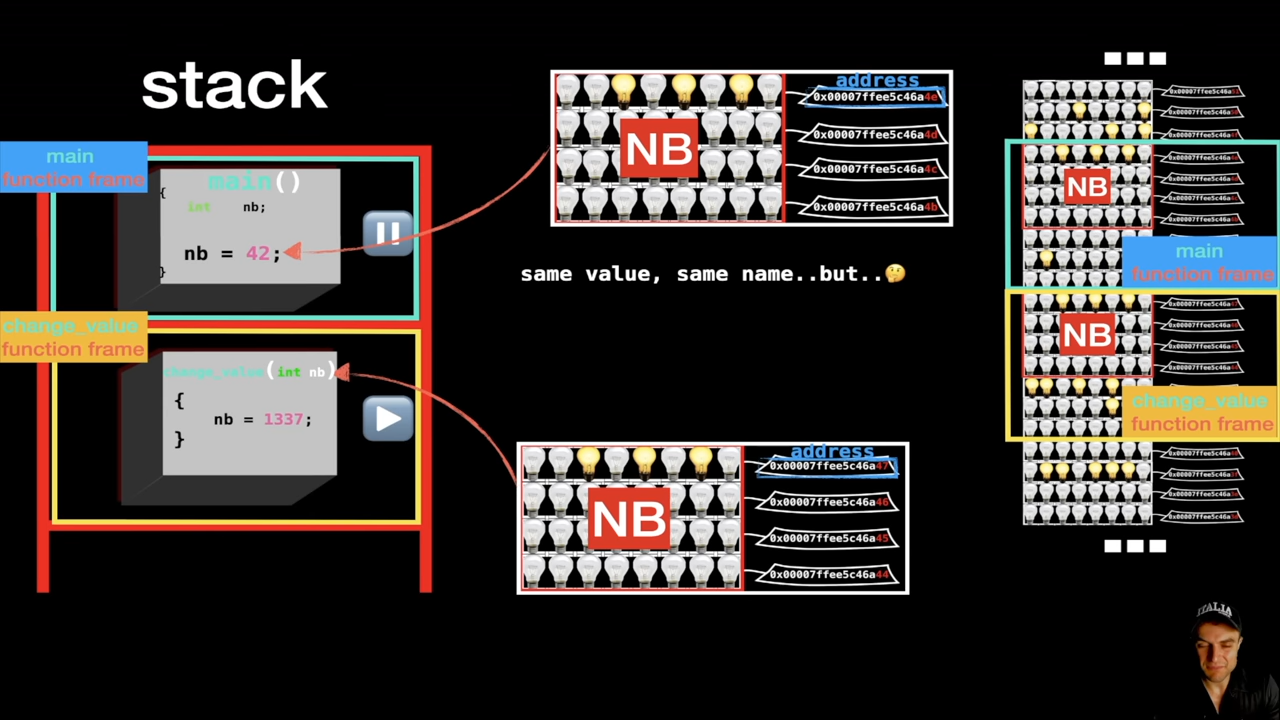 stack
main
function frame
main()
{
int nb;
nb = 42;
}
change_value
function frame
change_value(int nb)
{
nb = 1337;
}
address
0x00007ffee5c46a4e
0x00007ffee5c46a4d
0x00007ffee5c46a4c
0x00007ffee5c46a4b
NB
same value, same name..but..🤔
address
0x00007ffee5c46a47
0x00007ffee5c46a46
0x00007ffee5c46a45
0x00007ffee5c46a44
NB
NB
main
function frame
NB
change_value
function frame
ITALIA